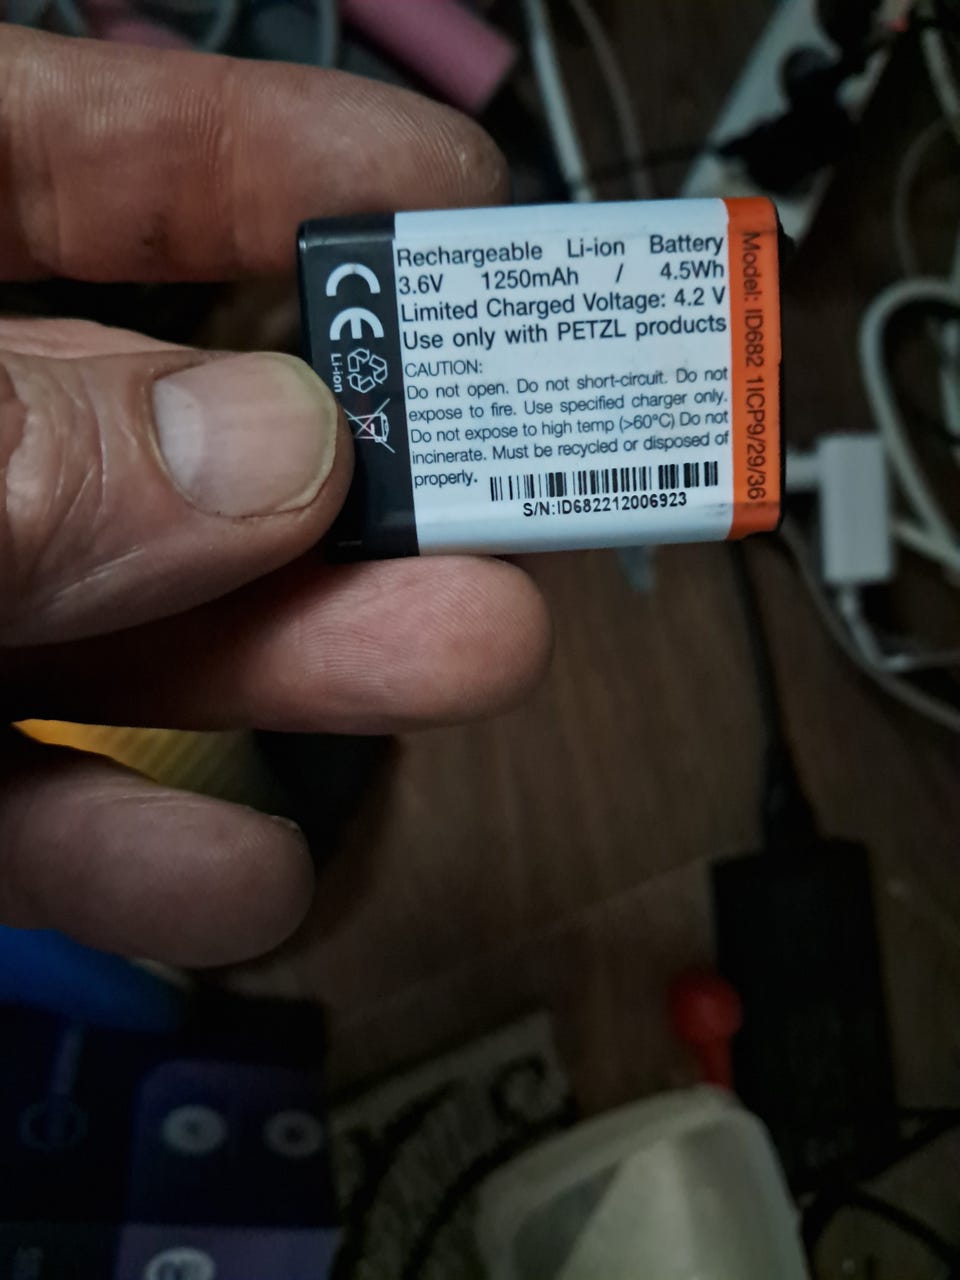 Rechargeable Li-ion Battery
3.6V 1250mAh / 4.5Wh
Limited Charged Voltage: 4.2 V
Use only with PETZL products
CAUTION:
Do not open. Do not short-circuit. Do not
expose to fire. Use specified charger only.
Do not expose to high temp (>60°C) Do not
incinerate. Must be recycled or disposed of
properly.
S/N:ID682212006923
CE
Li-ion
Model: ID682 1ICP9/29/36